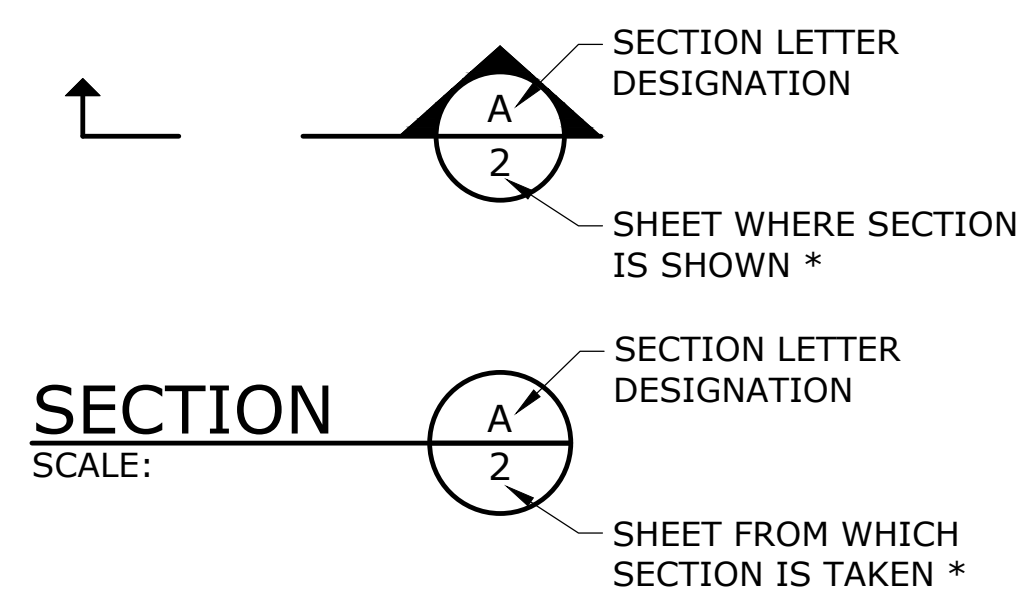 SECTION LETTER
DESIGNATION
A
2
SHEET WHERE SECTION
IS SHOWN *
SECTION LETTER
DESIGNATION
SECTION
A
SCALE:
2
SHEET FROM WHICH
SECTION IS TAKEN *